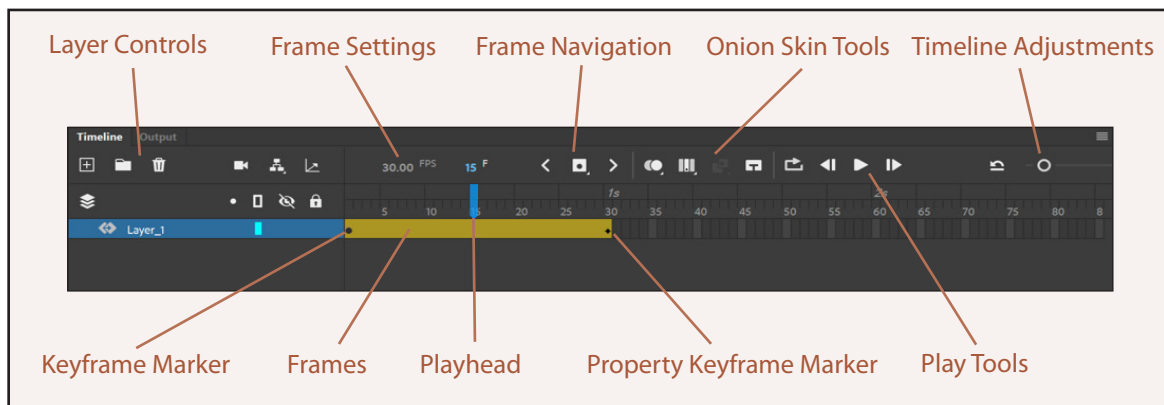 Layer Controls Frame Settings Frame Navigation Onion Skin Tools Timeline Adjustments
Timeline Output
30.00 FPS 15 F
1s 2s
5 10 15 20 25 30 35 40 45 50 55 60 65 70 75 80 8
Layer_1
Keyframe Marker Frames Playhead Property Keyframe Marker Play Tools